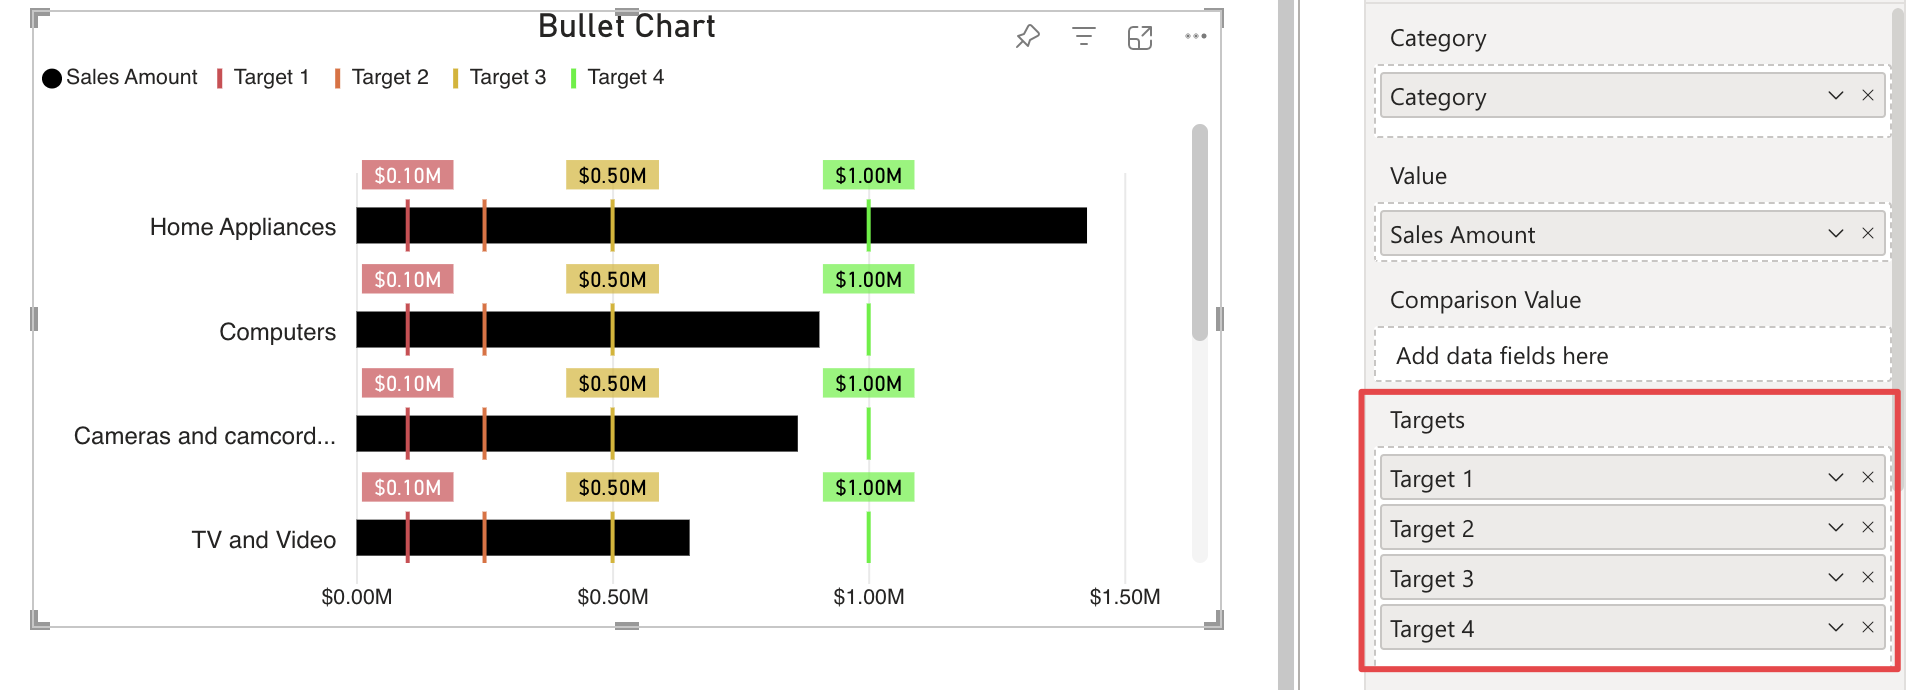 Bullet Chart
Sales Amount Target 1 Target 2 Target 3 Target 4
$0.10M $0.50M $1.00M
Home Appliances
$0.10M $0.50M $1.00M
Computers
$0.10M $0.50M $1.00M
Cameras and camcord...
$0.10M $0.50M $1.00M
TV and Video
$0.00M $0.50M $1.00M $1.50M
Category
Category
Value
Sales Amount
Comparison Value
Add data fields here
Targets
Target 1
Target 2
Target 3
Target 4